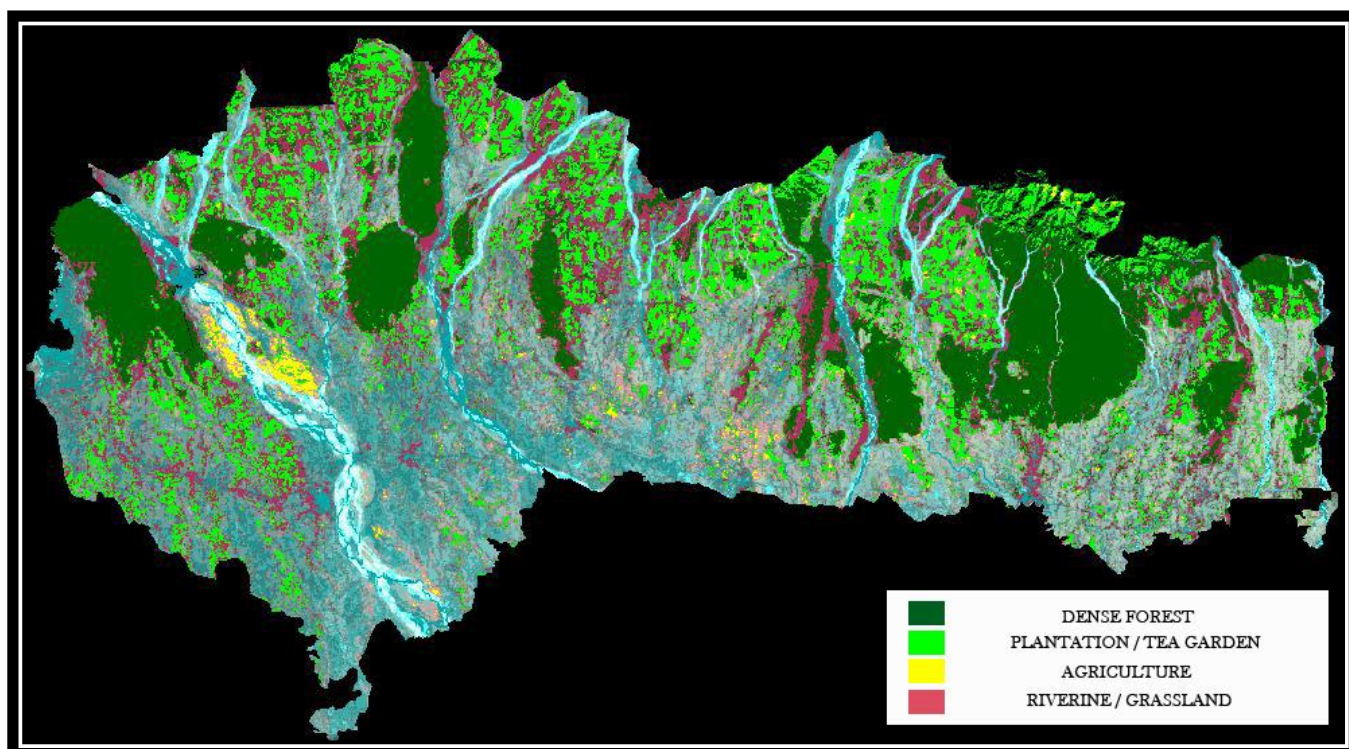 DENSE FOREST
PLANTATION / TEA GARDEN
AGRICULTURE
RIVERINE / GRASSLAND